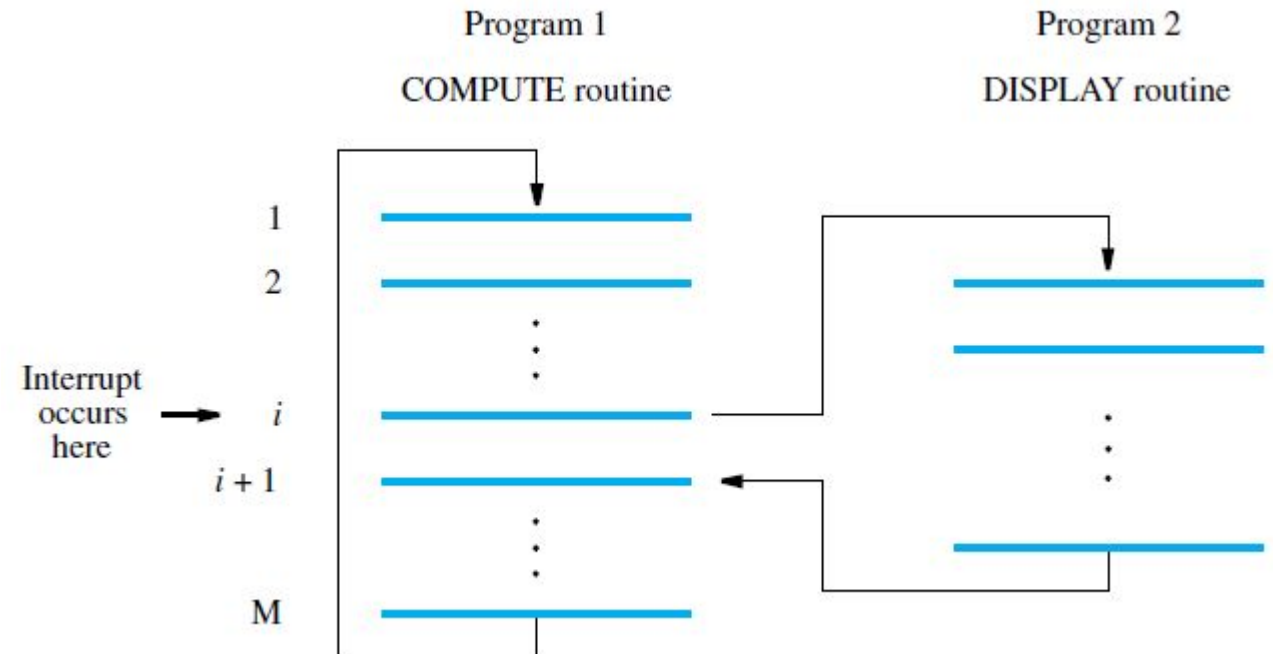 Program 1
Program 2
COMPUTE routine
DISPLAY routine
1
2
Interrupt
occurs
here
i
i + 1
M